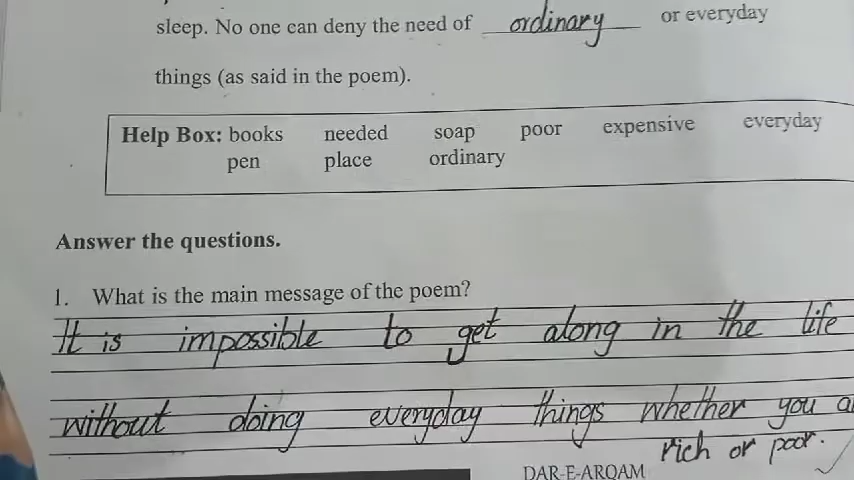 sleep. No one can deny the need of ordinary or everyday
things (as said in the poem).
Help Box: books needed soap poor expensive everyday
pen place ordinary
Answer the questions.
1. What is the main message of the poem?
It is impossible to get along in the life
without doing everyday things whether you
rich or poor.
DAR-E-ARQAM